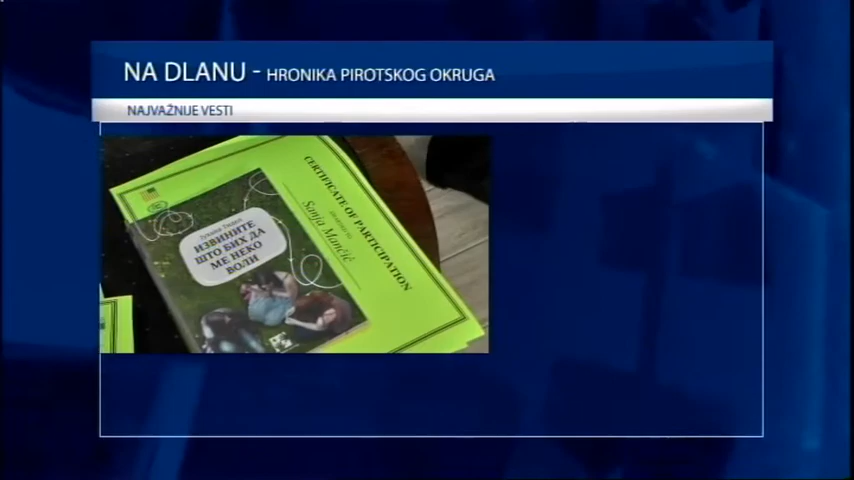 NA DLANU - HRONIKA PIROTSKOG OKRUGA
NAJVAŽNIJE VESTI
CERTIFICATE OF PARTICIPATION
Sanja Mančić
ИЗВИНИТЕ
ШТО БИХ ДА
МЕ НЕКО
ВОЛИ